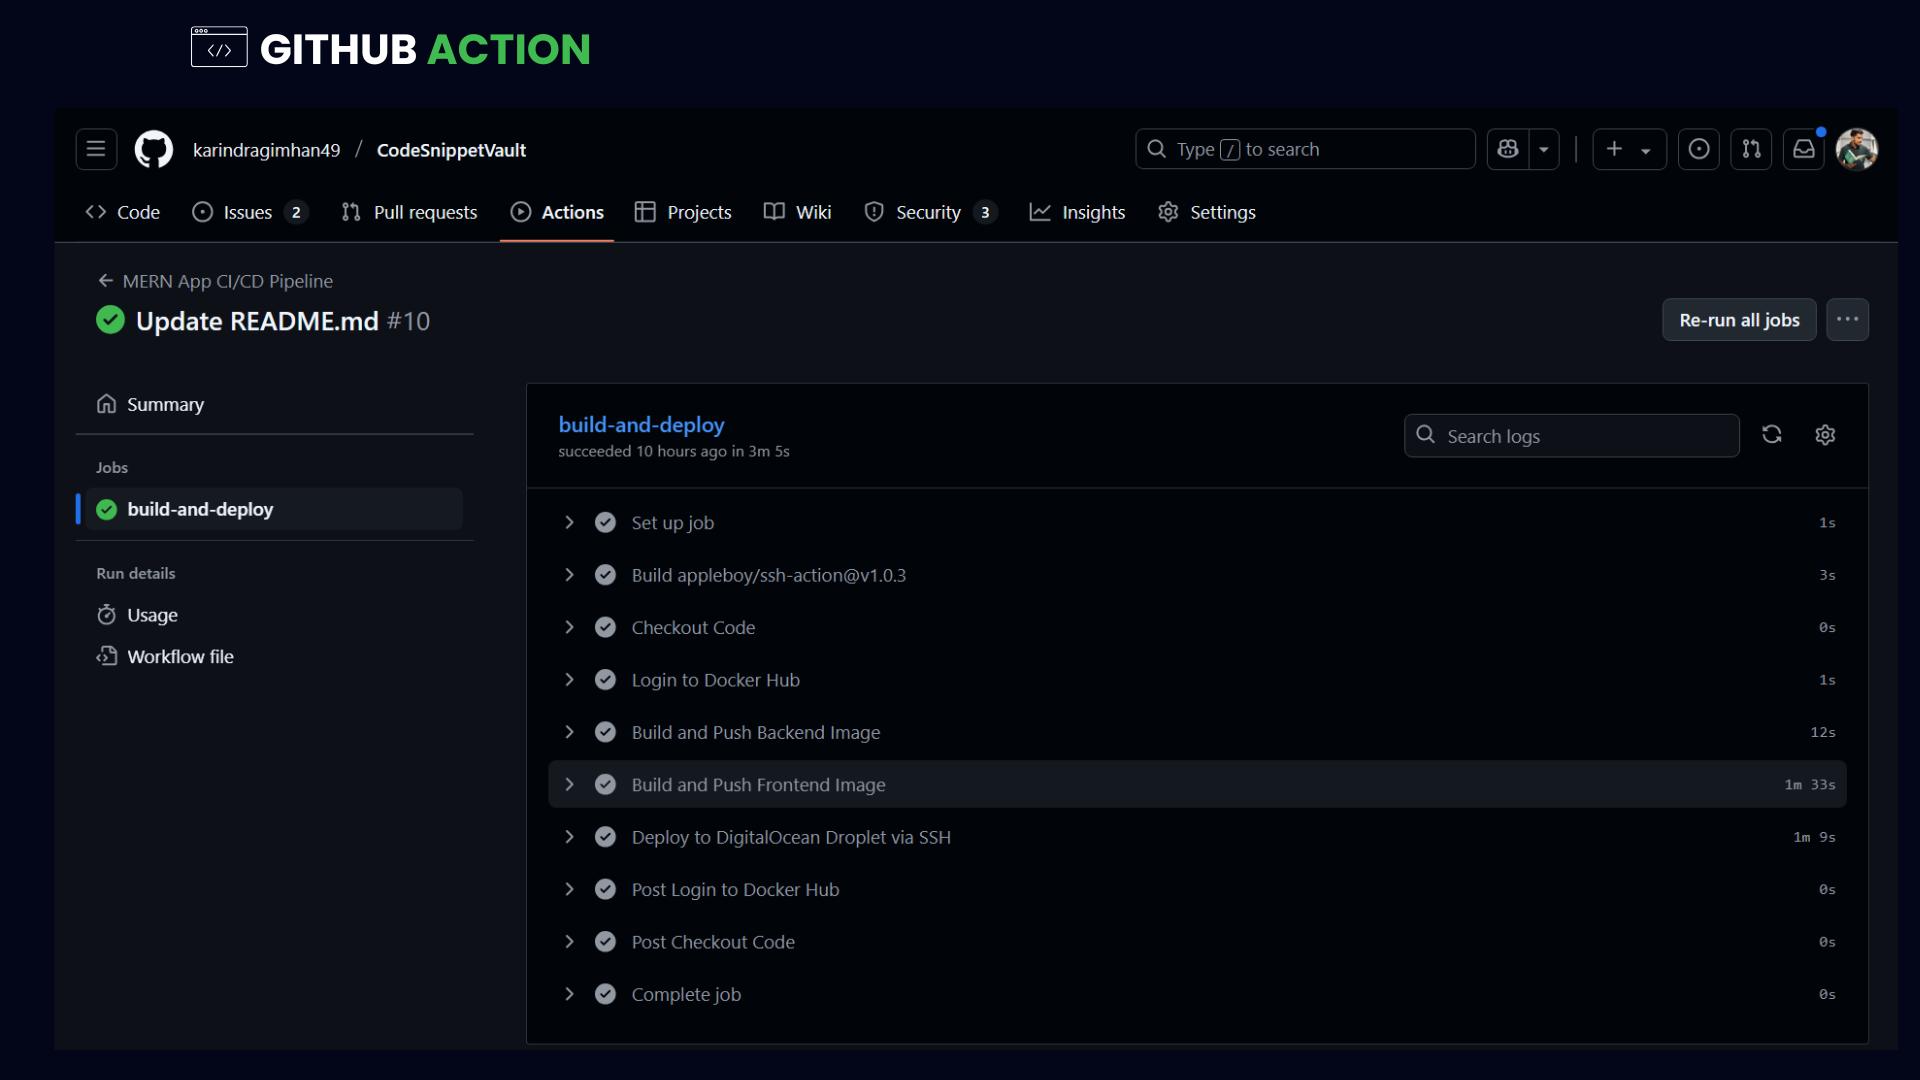 </> GITHUB ACTION
karindragimhan49 / CodeSnippetVault
Type / to search
Code Issues 2 Pull requests Actions Projects Wiki Security 3 Insights Settings
MERN App CI/CD Pipeline
Update README.md #10
Re-run all jobs
Summary
Jobs
build-and-deploy
Run details
Usage
Workflow file
build-and-deploy
succeeded 10 hours ago in 3m 5s
Search logs
Set up job 1s
Build appleboy/ssh-action@v1.0.3 3s
Checkout Code 0s
Login to Docker Hub 1s
Build and Push Backend Image 12s
Build and Push Frontend Image 1m 33s
Deploy to DigitalOcean Droplet via SSH 1m 9s
Post Login to Docker Hub 0s
Post Checkout Code 0s
Complete job 0s